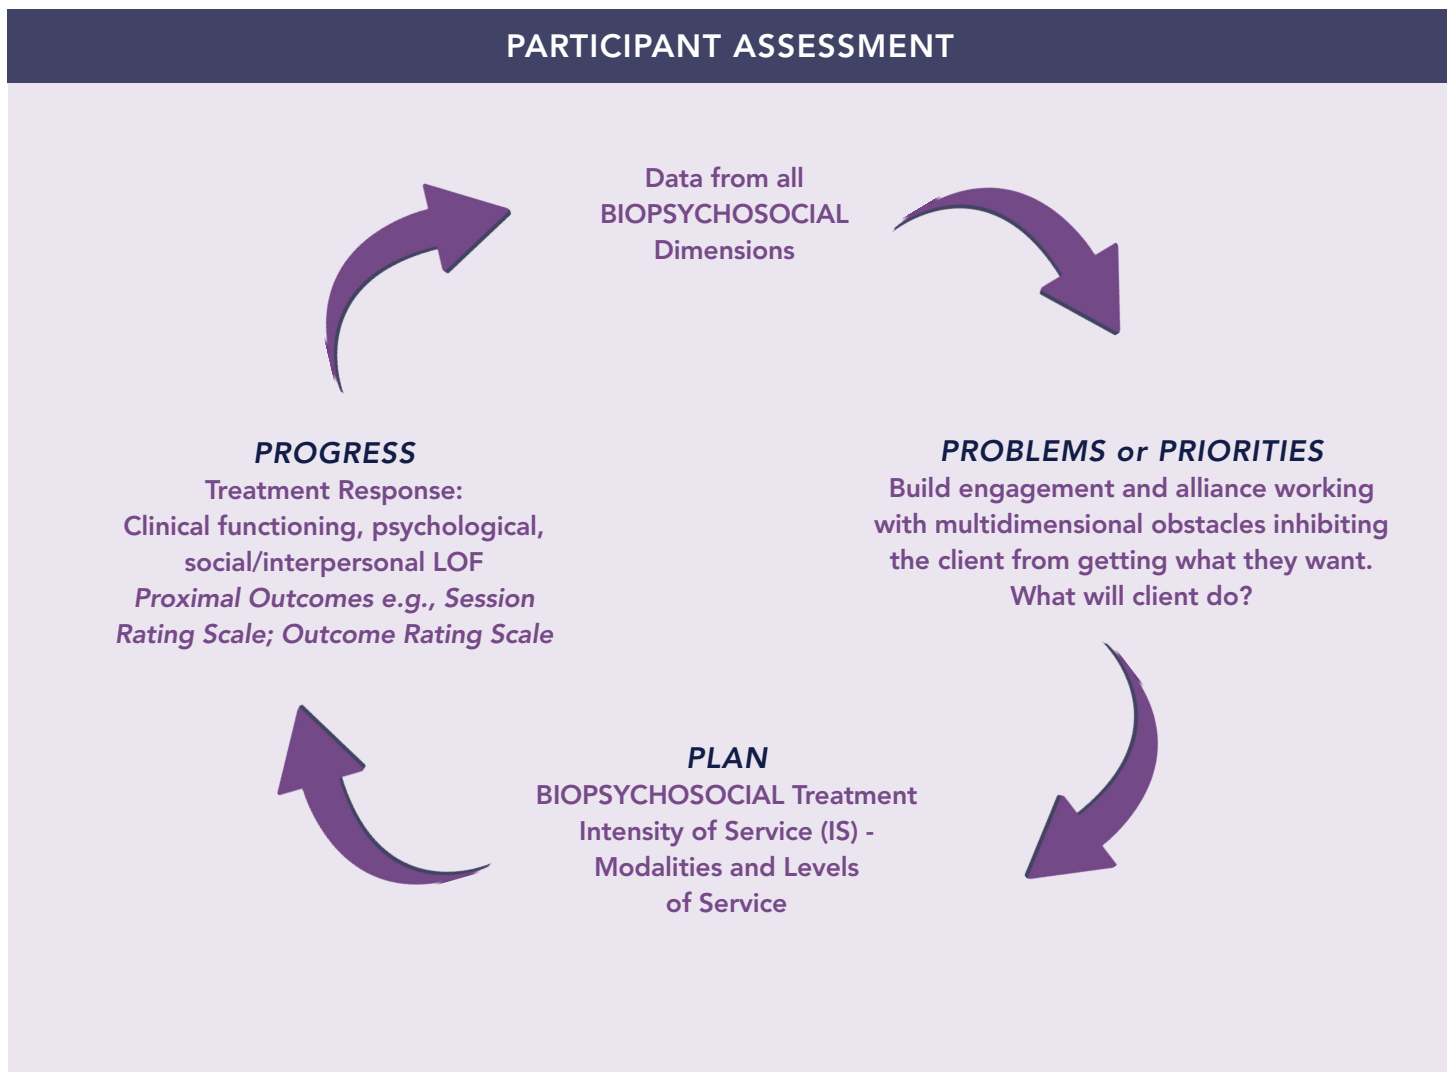 PARTICIPANT ASSESSMENT
Data from all
BIOPSYCHOSOCIAL
Dimensions
PROGRESS
Treatment Response:
Clinical functioning, psychological,
social/interpersonal LOF
Proximal Outcomes e.g., Session
Rating Scale; Outcome Rating Scale
PROBLEMS or PRIORITIES
Build engagement and alliance working
with multidimensional obstacles inhibiting
the client from getting what they want.
What will client do?
PLAN
BIOPSYCHOSOCIAL Treatment
Intensity of Service (IS) -
Modalities and Levels
of Service